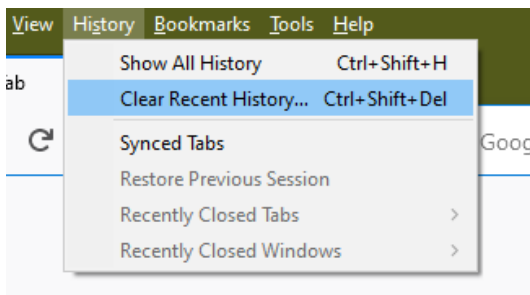 View History Bookmarks Tools Help
Show All History Ctrl+Shift+H
ab
Clear Recent History... Ctrl+Shift+Del
Synced Tabs
Goog
Restore Previous Session
Recently Closed Tabs
Recently Closed Windows